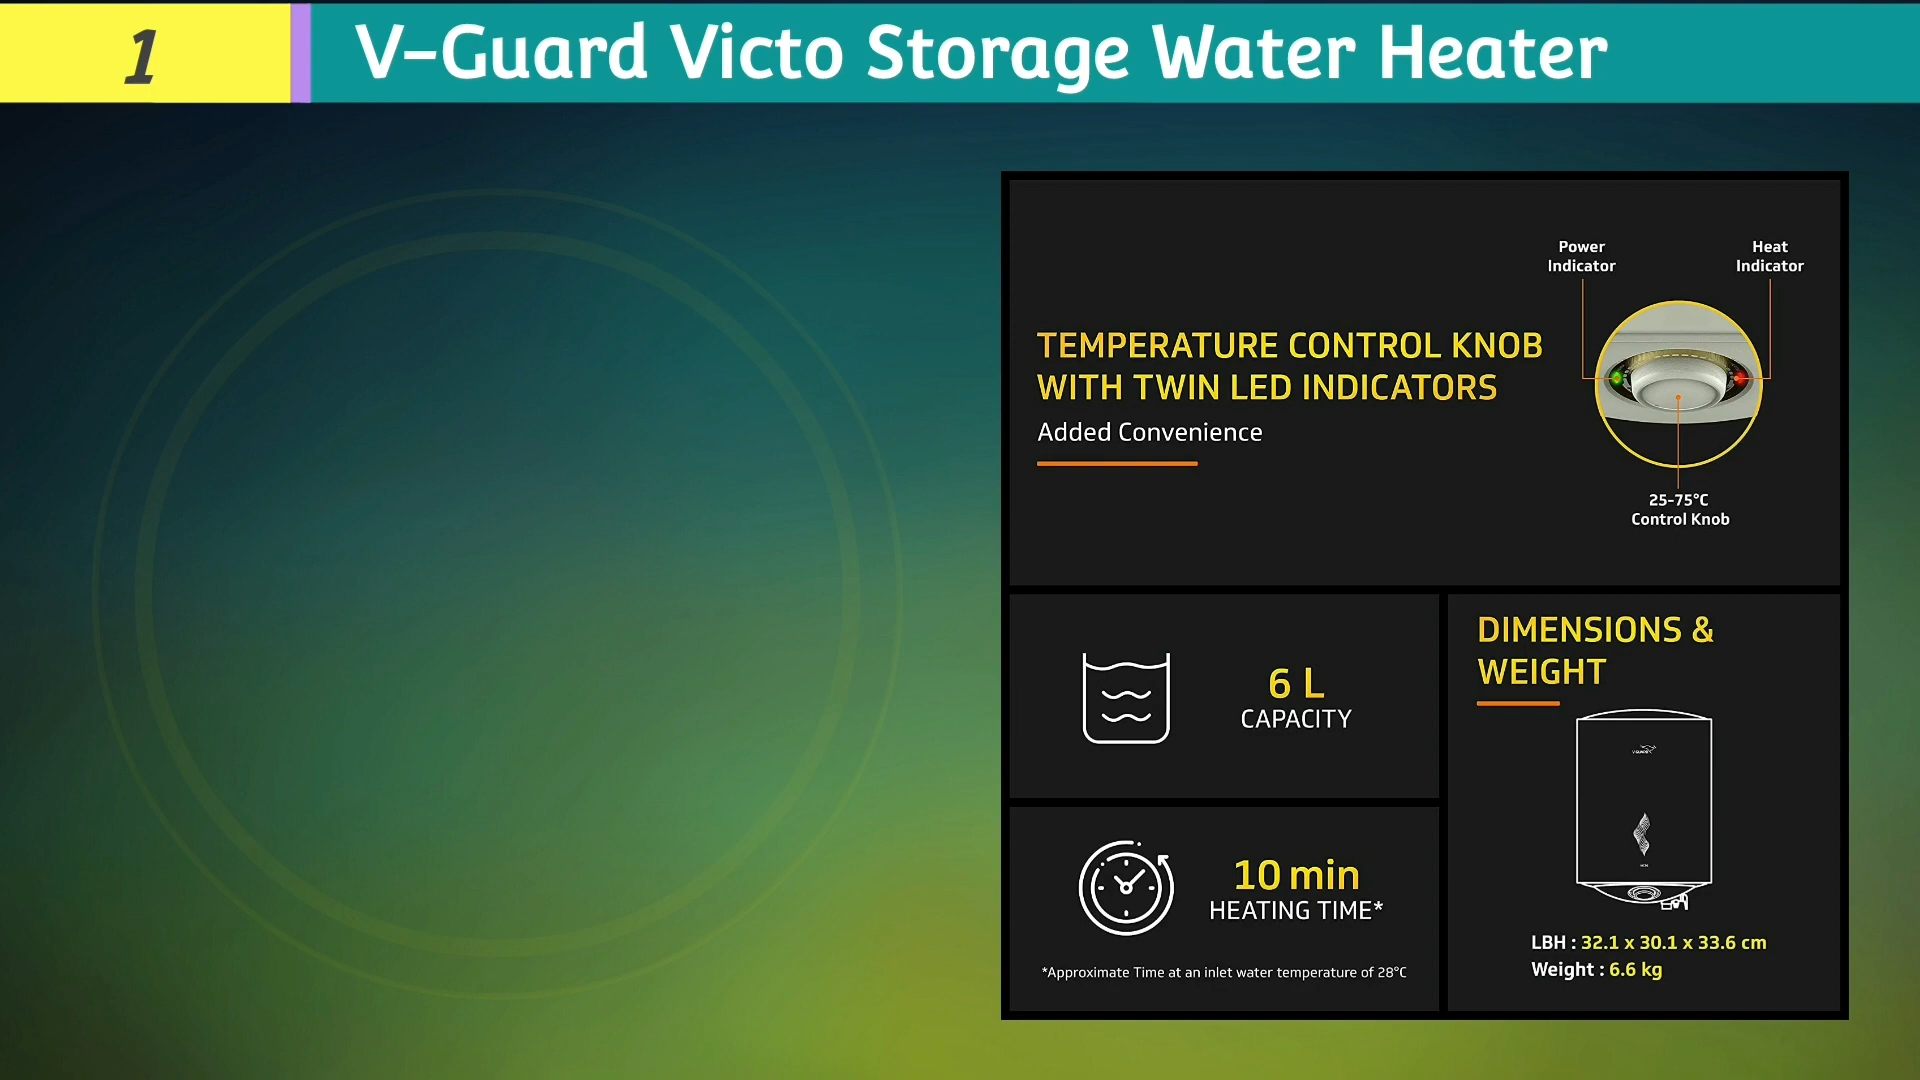 1
V-Guard Victo Storage Water Heater
Power
Indicator
Heat
Indicator
TEMPERATURE CONTROL KNOB
WITH TWIN LED INDICATORS
Added Convenience
25-75°C
Control Knob
6 L
CAPACITY
10 min
HEATING TIME*
*Approximate Time at an inlet water temperature of 28°C
DIMENSIONS &
WEIGHT
V-GUARD
LBH : 32.1 x 30.1 x 33.6 cm
Weight : 6.6 kg